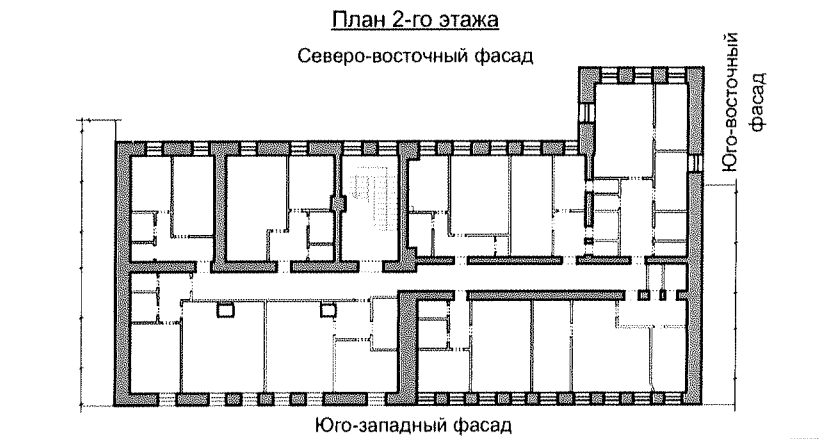 План 2-го этажа
Северо-восточный фасад
Юго-восточный
фасад
Юго-западный фасад